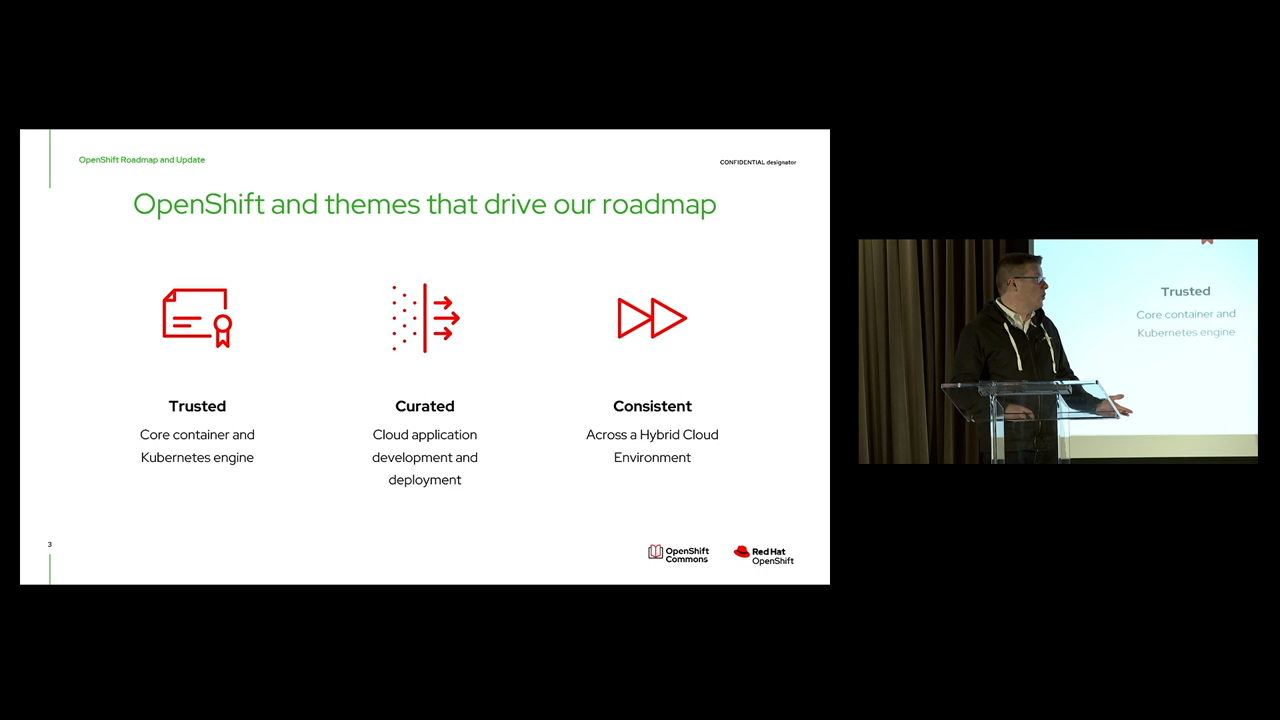 OpenShift Roadmap and Update
CONFIDENTIAL designator
OpenShift and themes that drive our roadmap
Trusted
Core container and
Kubernetes engine
Curated
Cloud application
development and
deployment
Consistent
Across a Hybrid Cloud
Environment
3
OpenShift
Commons
Red Hat
OpenShift
Trusted
Core container and
Kubernetes engine